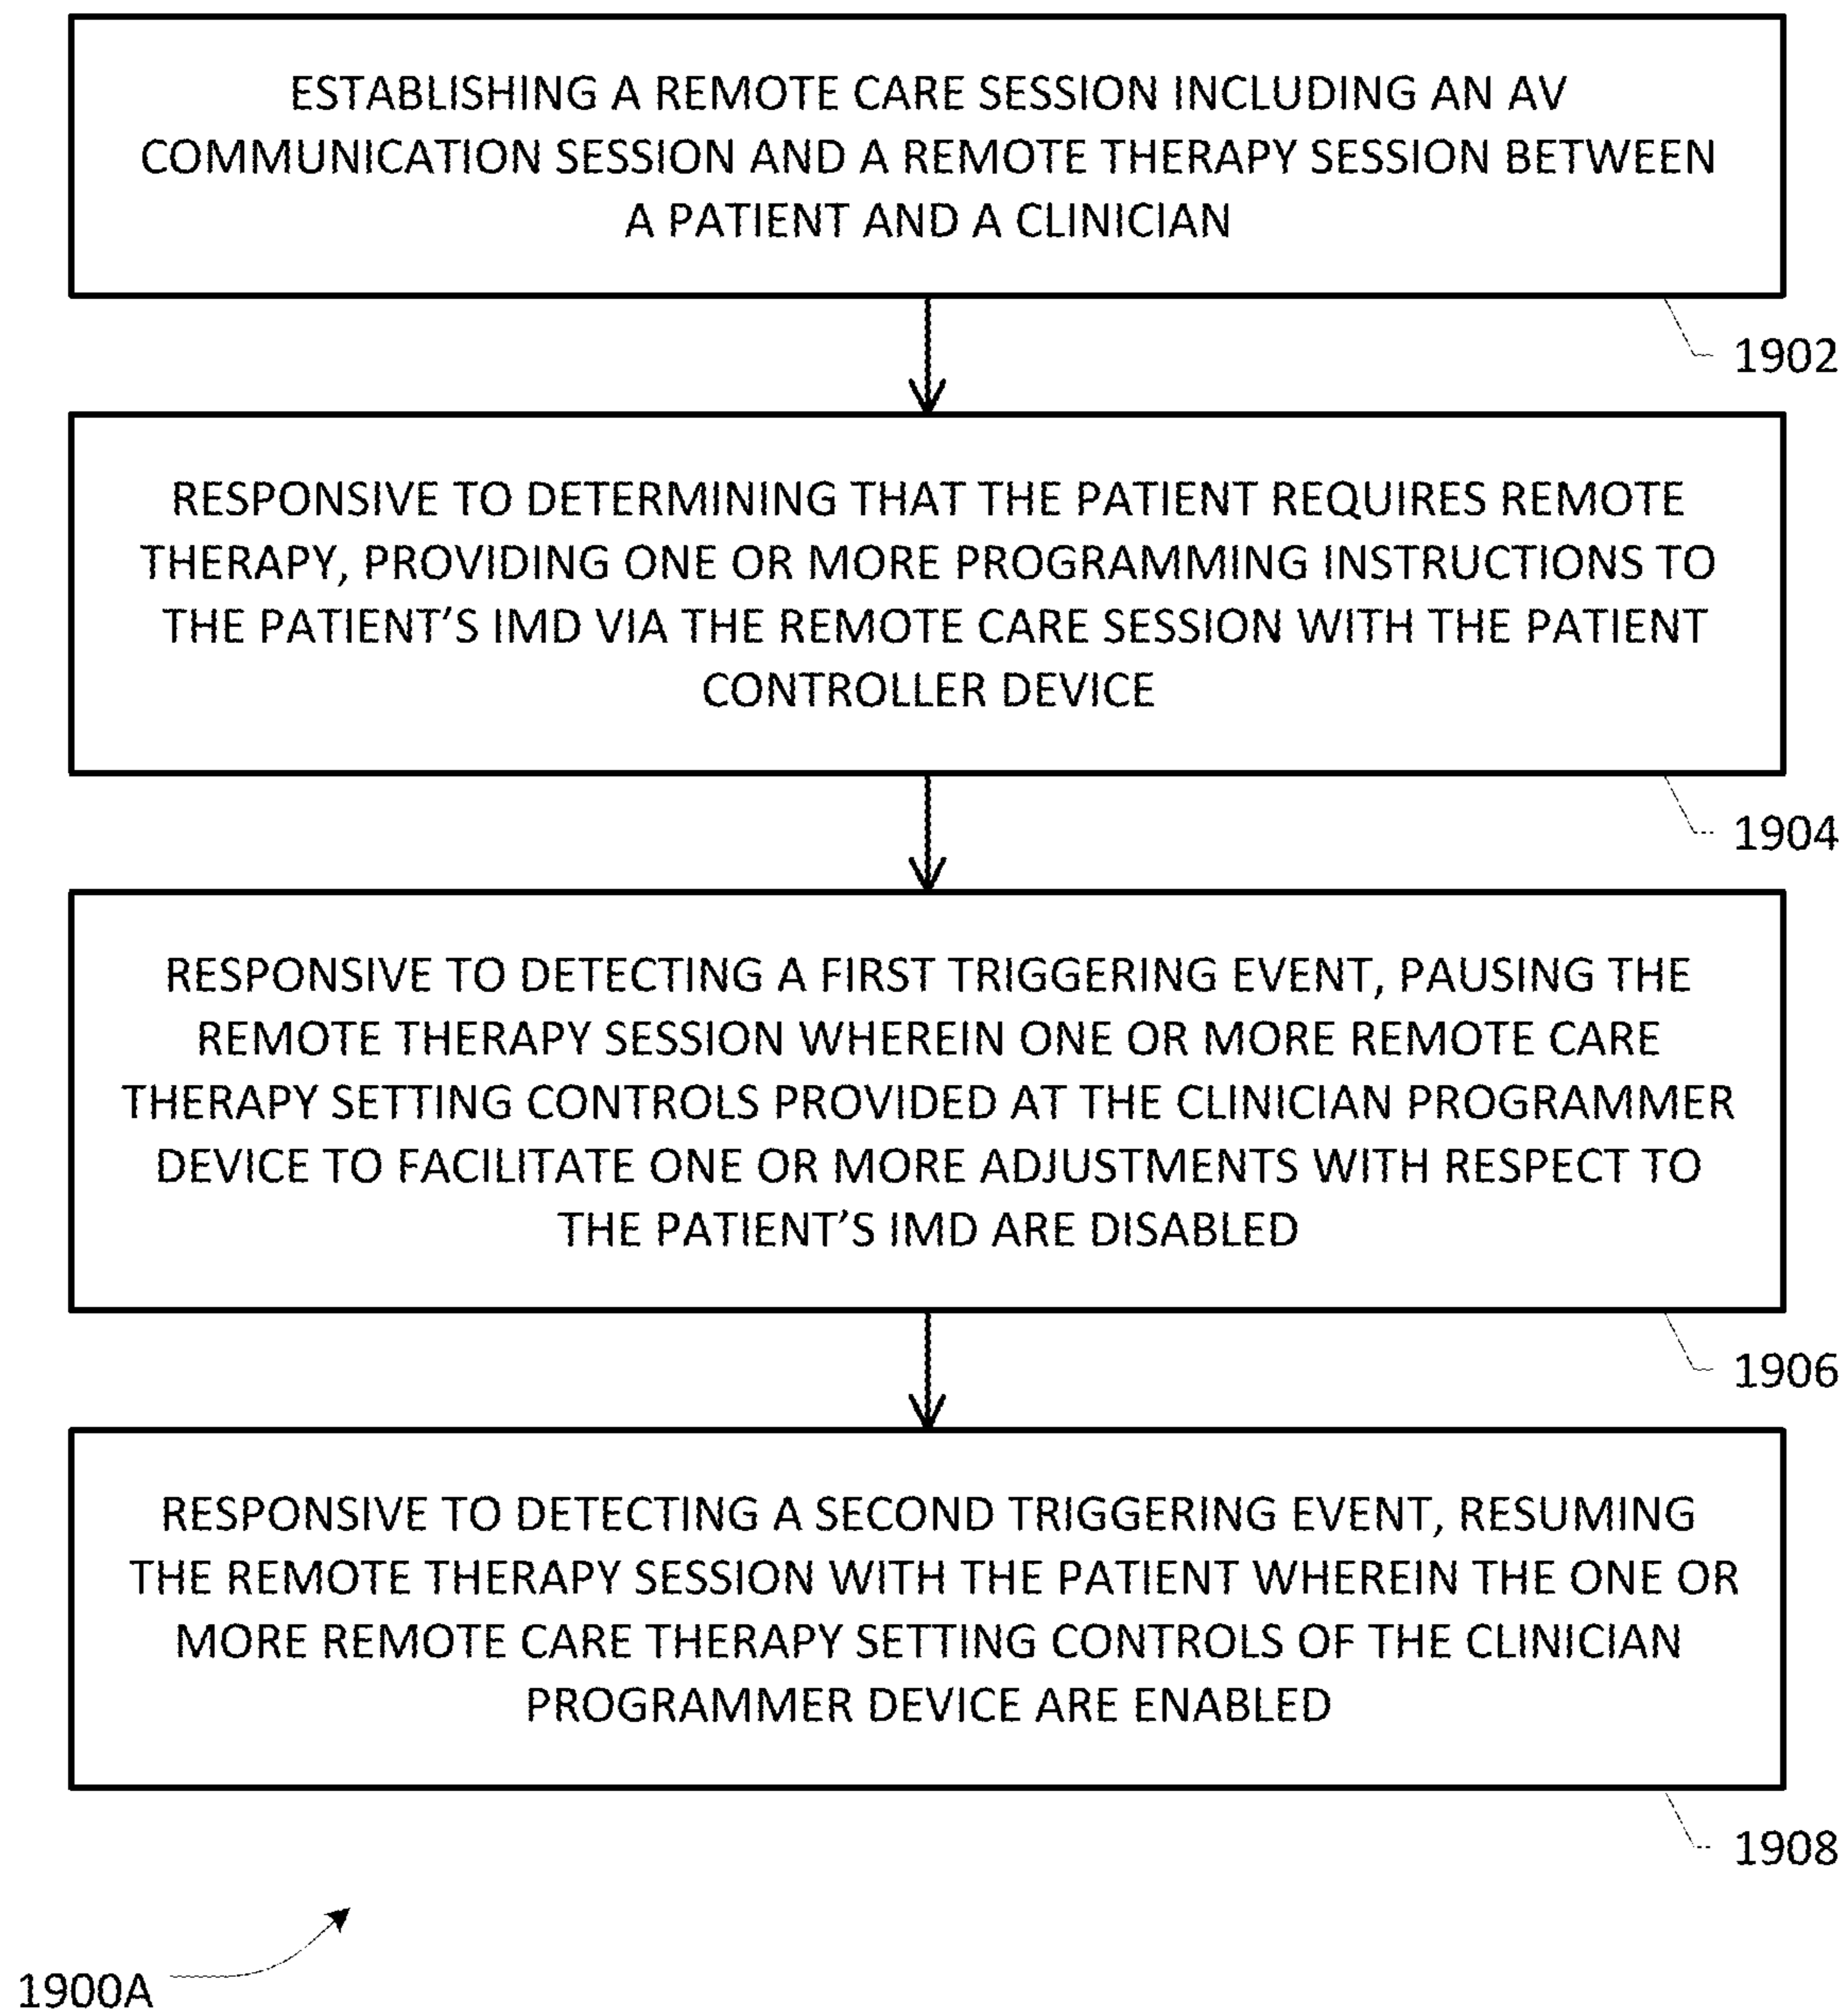 ESTABLISHING A REMOTE CARE SESSION INCLUDING AN AV
COMMUNICATION SESSION AND A REMOTE THERAPY SESSION BETWEEN
A PATIENT AND A CLINICIAN
1902
RESPONSIVE TO DETERMINING THAT THE PATIENT REQUIRES REMOTE
THERAPY, PROVIDING ONE OR MORE PROGRAMMING INSTRUCTIONS TO
THE PATIENT'S IMD VIA THE REMOTE CARE SESSION WITH THE PATIENT
CONTROLLER DEVICE
1904
RESPONSIVE TO DETECTING A FIRST TRIGGERING EVENT, PAUSING THE
REMOTE THERAPY SESSION WHEREIN ONE OR MORE REMOTE CARE
THERAPY SETTING CONTROLS PROVIDED AT THE CLINICIAN PROGRAMMER
DEVICE TO FACILITATE ONE OR MORE ADJUSTMENTS WITH RESPECT TO
THE PATIENT'S IMD ARE DISABLED
1906
RESPONSIVE TO DETECTING A SECOND TRIGGERING EVENT, RESUMING
THE REMOTE THERAPY SESSION WITH THE PATIENT WHEREIN THE ONE OR
MORE REMOTE CARE THERAPY SETTING CONTROLS OF THE CLINICIAN
PROGRAMMER DEVICE ARE ENABLED
1908
1900A